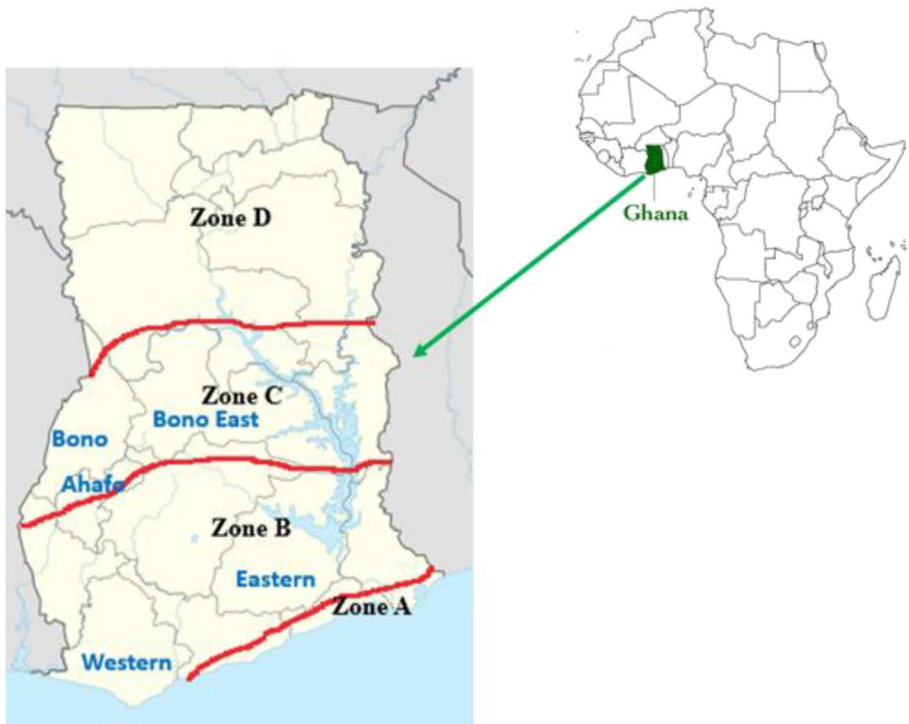 Ghana
Zone D
Zone C
Bono East
Bono
Ahafo
Zone B
Eastern
Zone A
Western